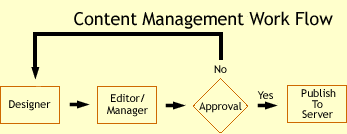 Content Management Work Flow
No
Designer
Editor/
Manager
Approval
Yes
Publish
To
Server